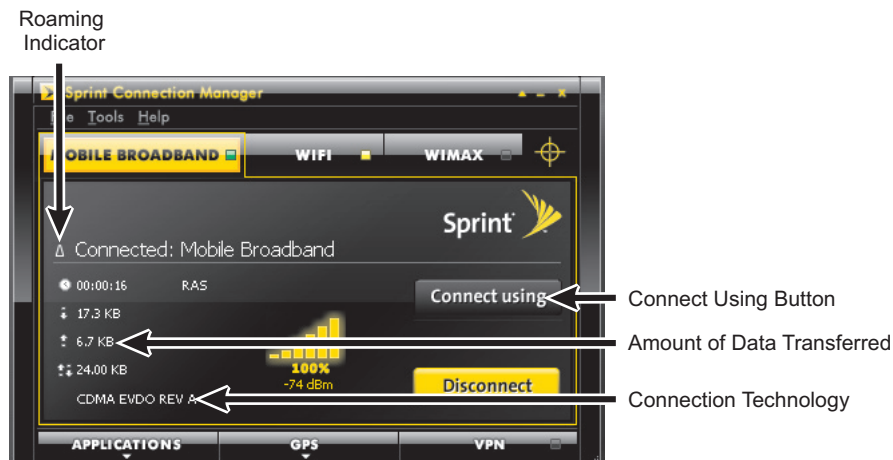 Roaming
Indicator
Sprint Connection Manager
File Tools Help
MOBILE BROADBAND
WIFI
WIMAX
Sprint
Connected: Mobile Broadband
00:00:16 RAS
Connect using
Connect Using Button
17.3 KB
6.7 KB
Amount of Data Transferred
24.00 KB
100%
-74 dBm
Disconnect
CDMA EVDO REV A
Connection Technology
APPLICATIONS
GPS
VPN